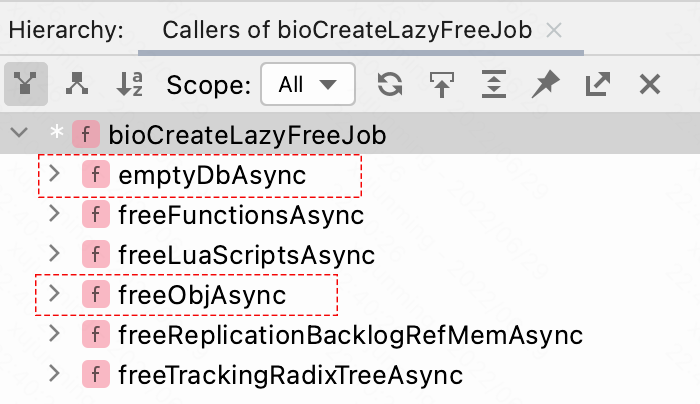 Hierarchy: Callers of bioCreateLazyFreeJob
Scope: All
* f bioCreateLazyFreeJob
f emptyDbAsync
f freeFunctionsAsync
f freeLuaScriptsAsync
f freeObjAsync
f freeReplicationBacklogRefMemAsync
f freeTrackingRadixTreeAsync